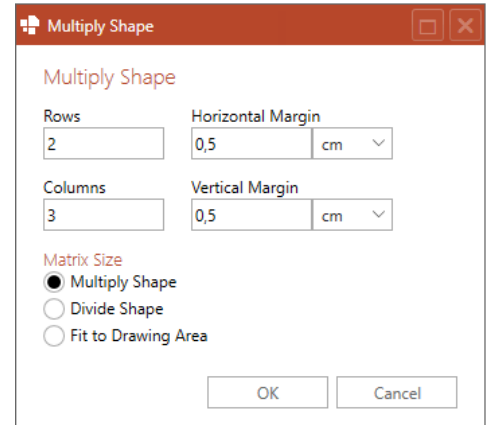 Multiply Shape
Multiply Shape
Rows Horizontal Margin
2 0,5 cm
Columns Vertical Margin
3 0,5 cm
Matrix Size
Multiply Shape
Divide Shape
Fit to Drawing Area
OK Cancel